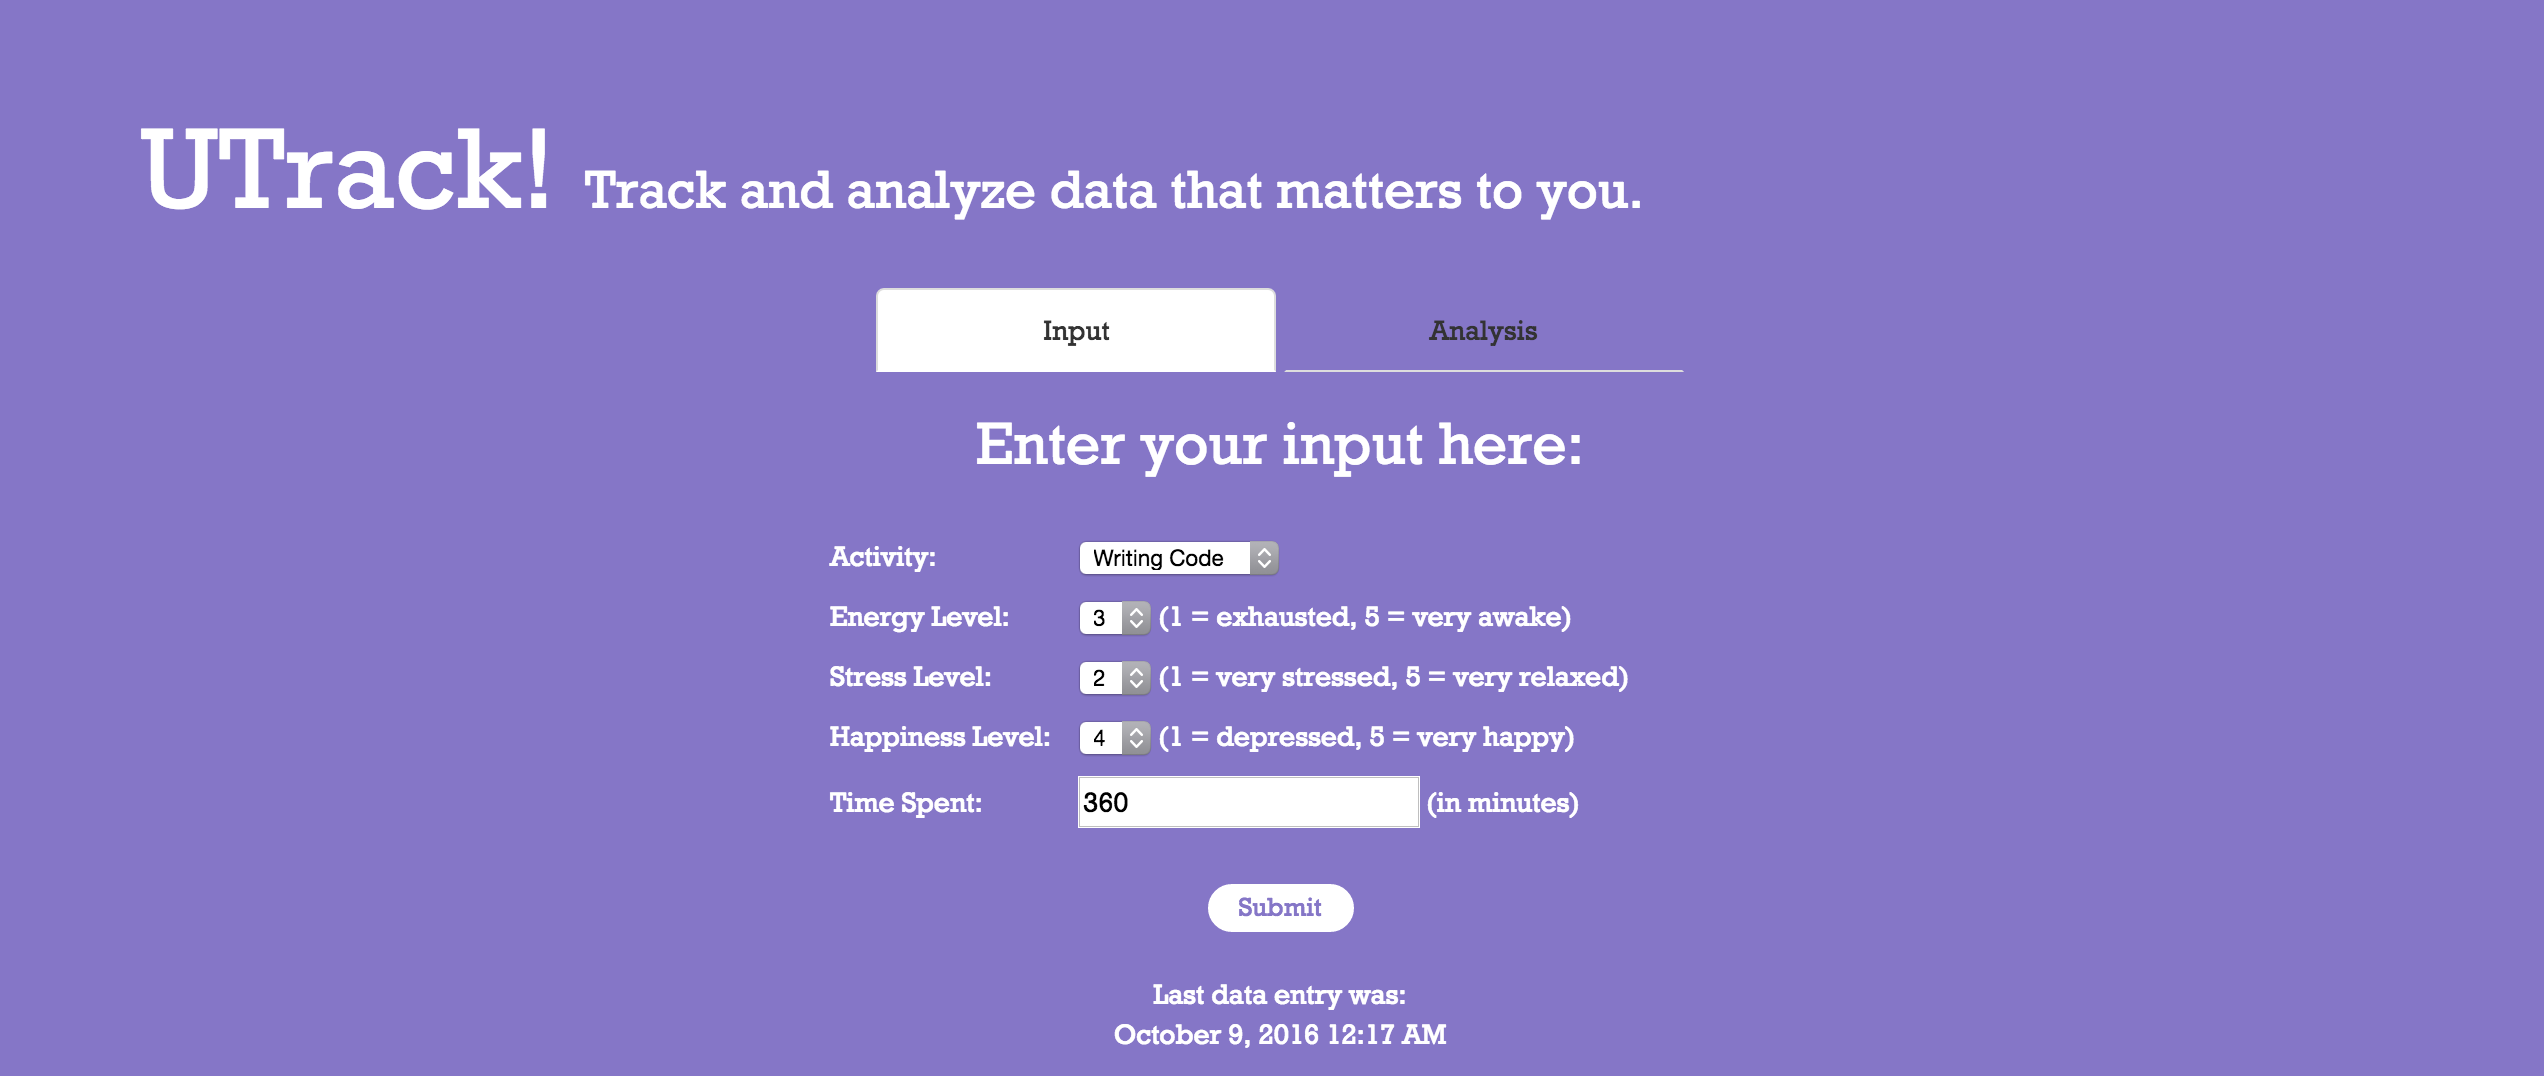 UTrack! Track and analyze data that matters to you.
Input Analysis
Enter your input here:
Activity: Writing Code
Energy Level: 3 (1 = exhausted, 5 = very awake)
Stress Level: 2 (1 = very stressed, 5 = very relaxed)
Happiness Level: 4 (1 = depressed, 5 = very happy)
Time Spent: 360 (in minutes)
Submit
Last data entry was:
October 9, 2016 12:17 AM